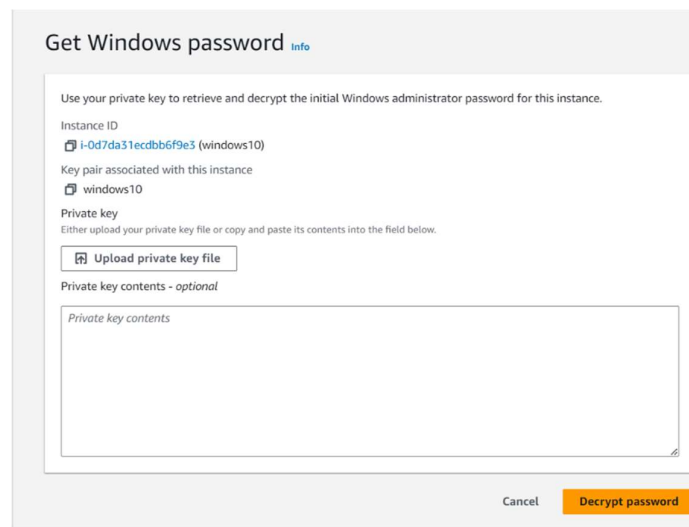 Get Windows password Info
Use your private key to retrieve and decrypt the initial Windows administrator password for this instance.
Instance ID
i-0d7da31ecdbb6f9e3 (windows10)
Key pair associated with this instance
windows10
Private key
Either upload your private key file or copy and paste its contents into the field below.
Upload private key file
Private key contents - optional
Private key contents
Cancel Decrypt password